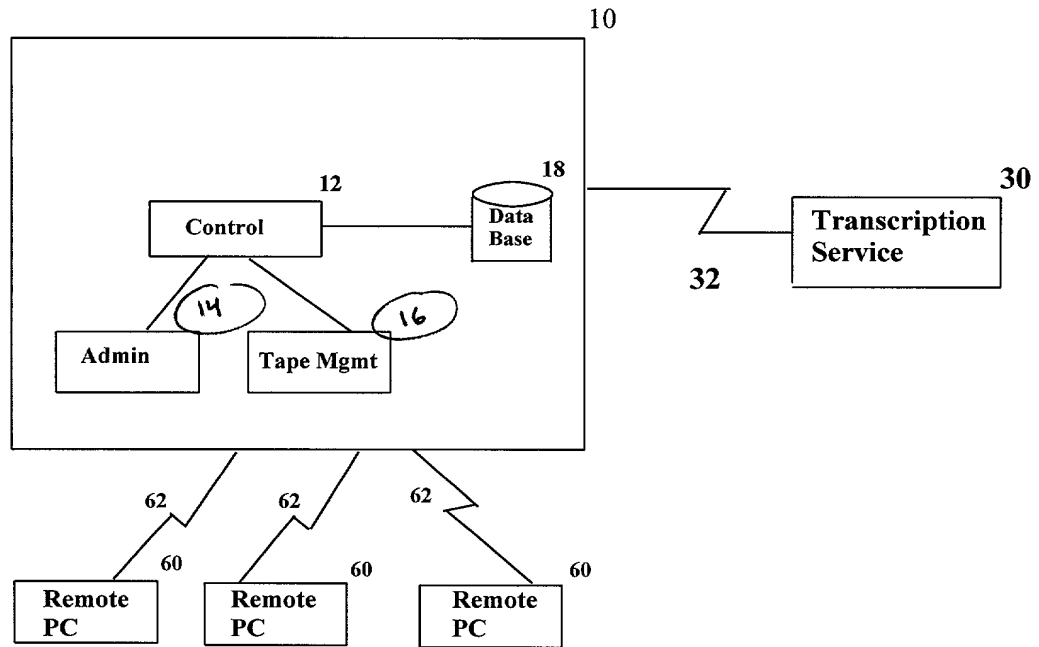 10
12
18
Control
Data
Base
30
Transcription
Service
32
14
16
Admin
Tape Mgmt
62
62
62
60
60
60
Remote
PC
Remote
PC
Remote
PC